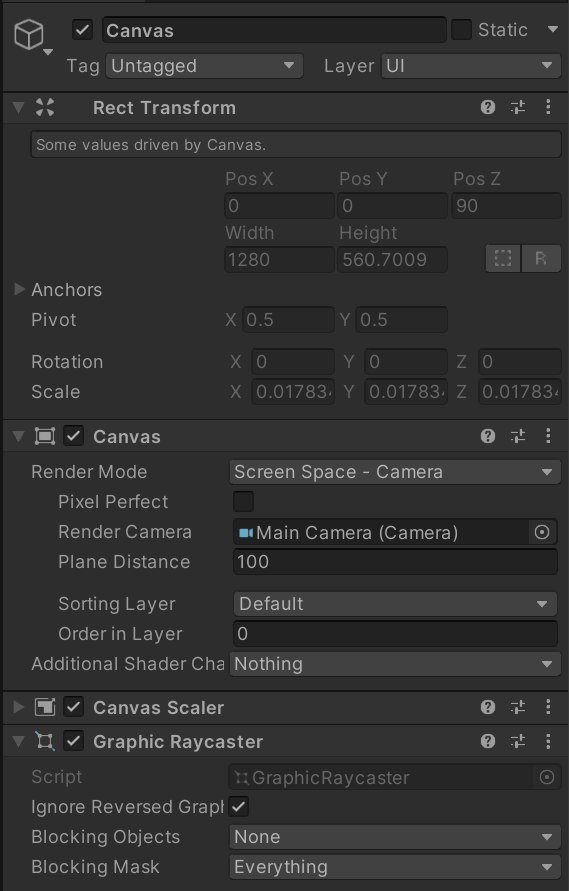 Canvas Static
Tag Untagged Layer UI
Rect Transform
Some values driven by Canvas.
Pos X Pos Y Pos Z
0 0 90
Width Height
1280 560.7009 R
Anchors
Pivot X 0.5 Y 0.5
Rotation X 0 Y 0 Z 0
Scale X 0.01783 Y 0.01783 Z 0.01783
Canvas
Render Mode Screen Space - Camera
Pixel Perfect
Render Camera Main Camera (Camera)
Plane Distance 100
Sorting Layer Default
Order in Layer 0
Additional Shader Cha Nothing
Canvas Scaler
Graphic Raycaster
Script GraphicRaycaster
Ignore Reversed Grapl
Blocking Objects None
Blocking Mask Everything